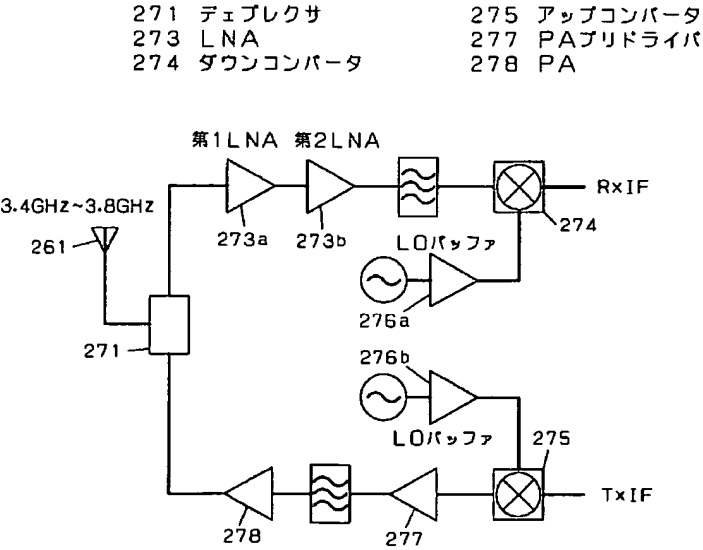 271 デェプレクサ
273 LNA
274 ダウンコンバータ
275 アップコンバータ
277 PAプリドライバ
278 PA
第1LNA 第2LNA
3.4GHz~3.8GHz
261
273a
273b
RxIF
274
LOバッファ
276a
271
276b
LOバッファ
275
TxIF
278
277